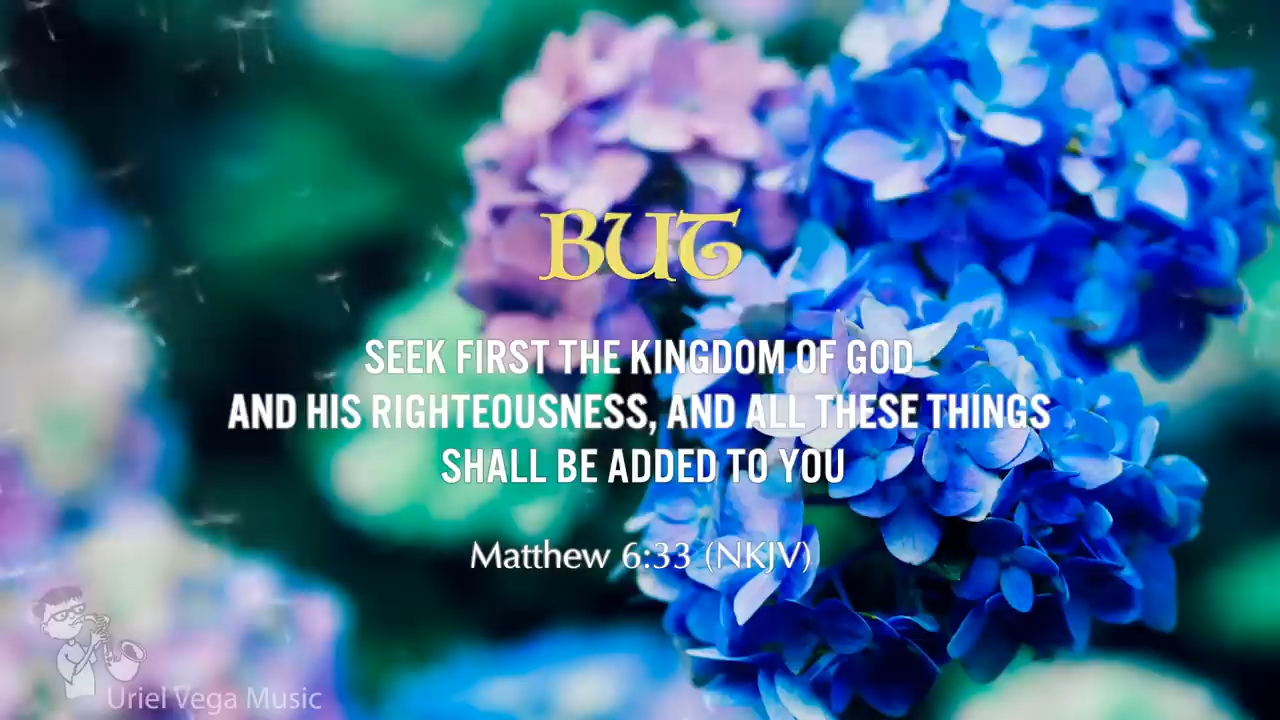 BUT
SEEK FIRST THE KINGDOM OF GOD
AND HIS RIGHTEOUSNESS, AND ALL THESE THINGS
SHALL BE ADDED TO YOU
Matthew 6:33 (NKJV)
Uriel Vega Music